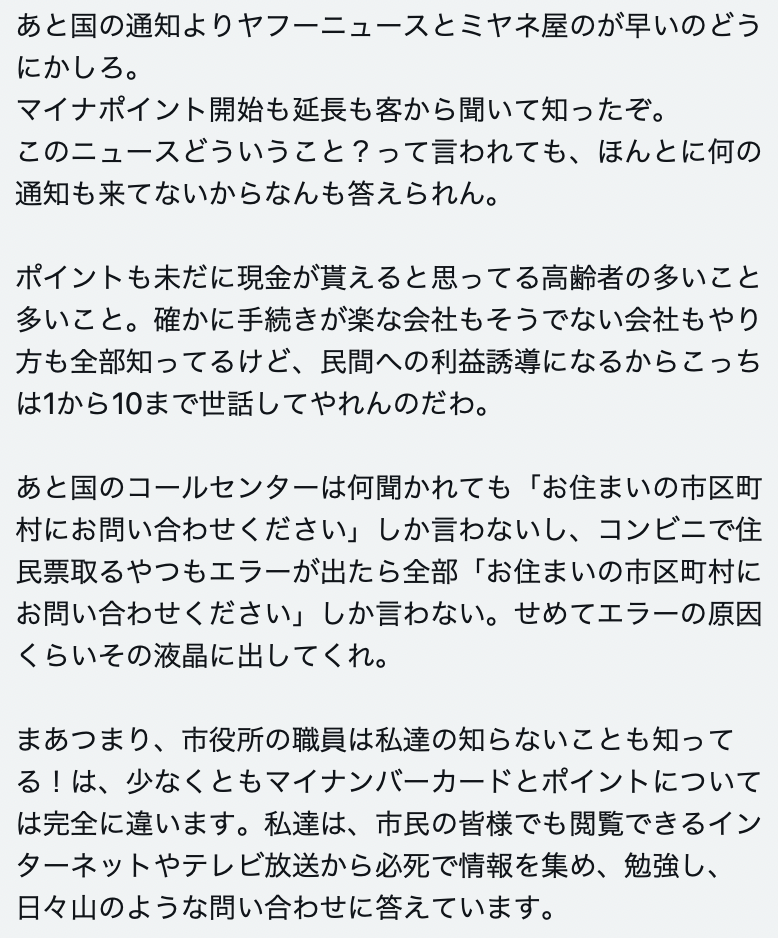 あと国の通知よりヤフーニュースとミヤネ屋のが早いのどう
にかしろ。
マイナポイント開始も延長も客から聞いて知ったぞ。
このニュースどういうこと？って言われても、ほんとに何の
通知も来てないからなんも答えられん。
ポイントも未だに現金が貰えると思ってる高齢者の多いこと
多いこと。確かに手続きが楽な会社もそうでない会社もやり
方も全部知ってるけど、民間への利益誘導になるからこっち
は1から10まで世話してやれんのだわ。
あと国のコールセンターは何聞かれても「お住まいの市区町
村にお問い合わせください」しか言わないし、コンビニで住
民票取るやつもエラーが出たら全部「お住まいの市区町村に
お問い合わせください」しか言わない。せめてエラーの原因
くらいその液晶に出してくれ。
まあつまり、市役所の職員は私達の知らないことも知って
る！は、少なくともマイナンバーカードとポイントについて
は完全に違います。私達は、市民の皆様でも閲覧できるイン
ターネットやテレビ放送から必死で情報を集め、勉強し、
日々山のような問い合わせに答えています。